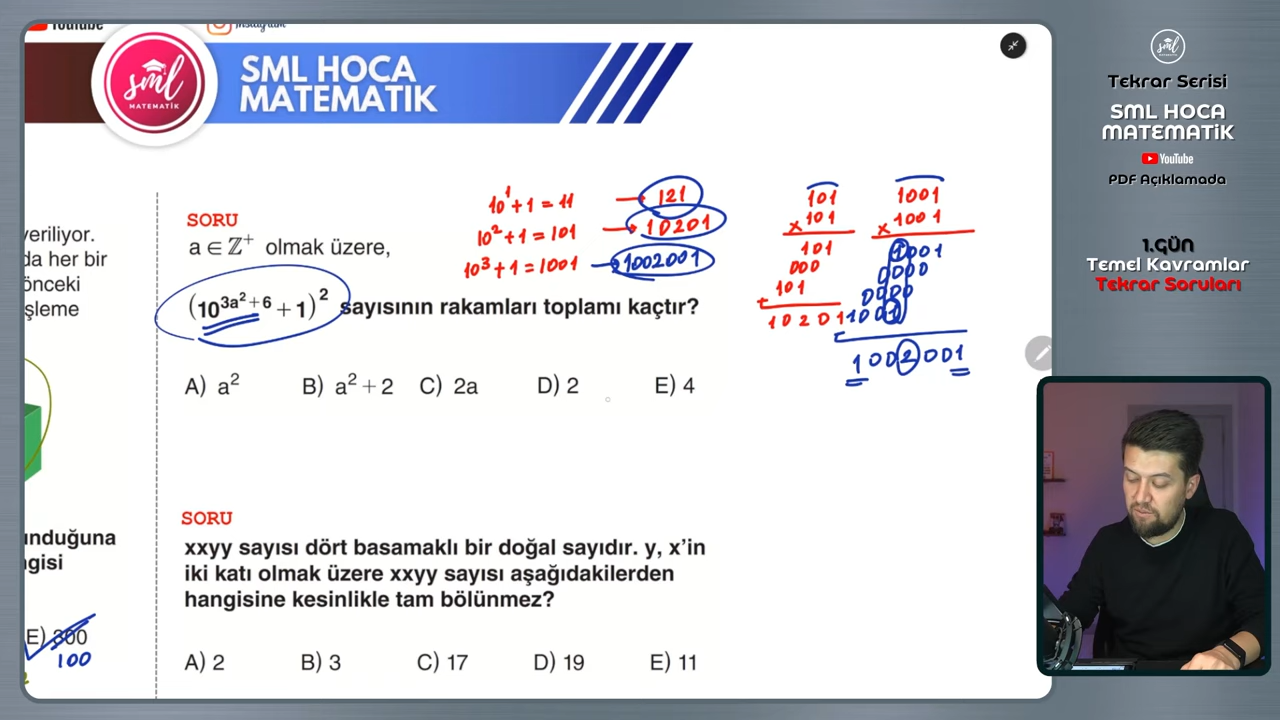 SML HOCA
MATEMATİK
sml
MATEMATİK
veriliyor.
da her bir
önceki
şleme
SORU
a ∈ ℤ⁺ olmak üzere,
(10^{3a²+6} + 1)² sayısının rakamları toplamı kaçtır?
A) a² B) a² + 2 C) 2a D) 2 E) 4
10¹+1 = 11 → 121
10²+1 = 101 → 10201
10³+1 = 1001 → 1002001
101
x 101
101
000
101
+
10201
1001
x 1001
1001
0000
0000
1001
1002001
unduğuna
ngisi
E) 300
100
SORU
xxyy sayısı dört basamaklı bir doğal sayıdır. y, x’in
iki katı olmak üzere xxyy sayısı aşağıdakilerden
hangisine kesinlikle tam bölünmez?
A) 2 B) 3 C) 17 D) 19 E) 11
sml
Tekrar Serisi
SML HOCA
MATEMATİK
YouTube
PDF Açıklamada
1.GÜN
Temel Kavramlar
Tekrar Soruları